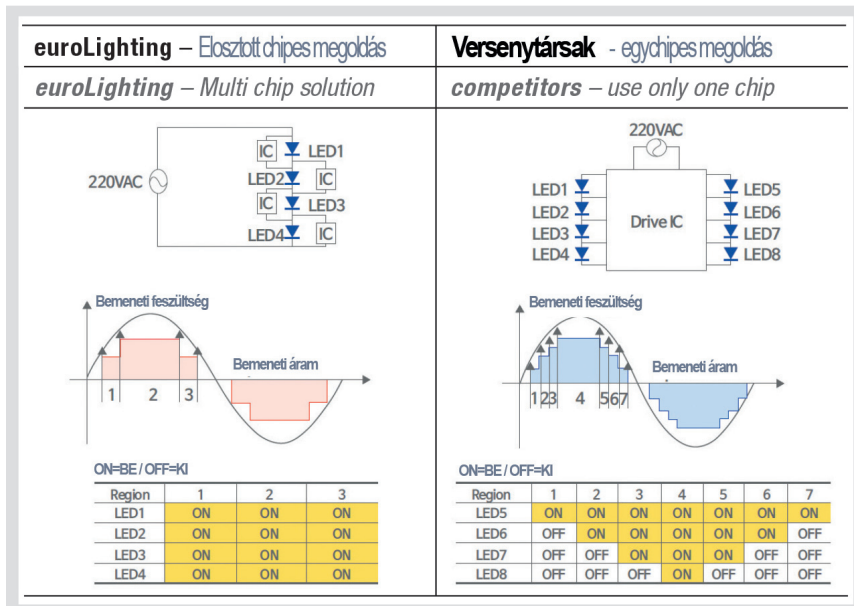 euroLighting – Elosztott chipes megoldás
Versenytársak - egychipes megoldás
euroLighting – Multi chip solution
competitors – use only one chip
220VAC
IC LED1
LED2 IC
IC LED3
LED4 IC
220VAC
Drive IC
LED1 LED5
LED2 LED6
LED3 LED7
LED4 LED8
Bemeneti feszültség
Bemeneti áram
1 2 3
Bemeneti feszültség
Bemeneti áram
1 2 3 4 5 6 7
ON=BE / OFF=KI
Region 1 2 3
LED1 ON ON ON
LED2 ON ON ON
LED3 ON ON ON
LED4 ON ON ON
ON=BE / OFF=KI
Region 1 2 3 4 5 6 7
LED5 ON ON ON ON ON ON ON
LED6 OFF ON ON ON ON ON OFF
LED7 OFF OFF ON ON ON OFF OFF
LED8 OFF OFF OFF ON OFF OFF OFF